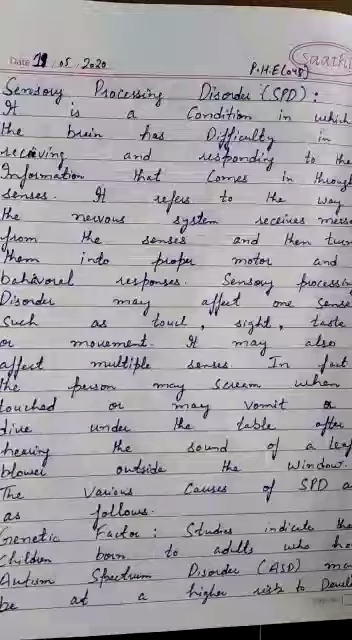 Date 19 / 05 / 2020
P.H.E (048)
Saathi
Sensory Processing Disorder (SPD) :
It is a Condition in which
the brain has Difficulty in
recieving and responding to the
Information that comes in through
senses. It refers to the way
the nervous system receives mess
from the senses and then turn
them into proper motor and
behavioral responses. Sensory processing
Disorder may affect one sense
Such as touch, sight, taste
or movement. It may also
affect multiple senses In fact
the person may scream when
touched or may vomit or
dive under the table after
hearing the sound of a leaf
blower outside the window.
The Various Causes of SPD a
as follows.
Genetic Factor : Studies indicate tha
Children born to adults who ha
Autism Spectrum Disorder (ASD) ma
be at a higher risk to Devel